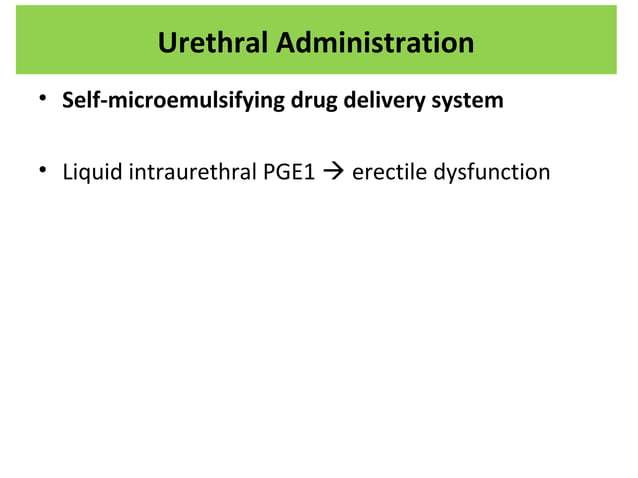 Urethral Administration
• Self-microemulsifying drug delivery system
• Liquid intraurethral PGE1 → erectile dysfunction